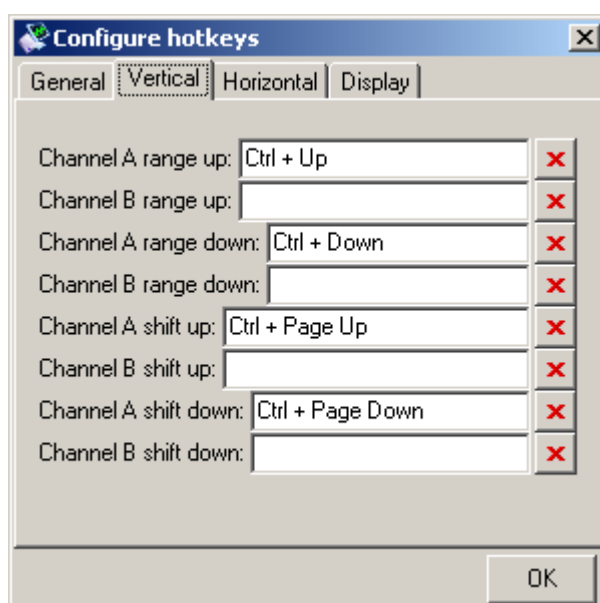 Configure hotkeys
General Vertical Horizontal Display
Channel A range up: Ctrl + Up
Channel B range up:
Channel A range down: Ctrl + Down
Channel B range down:
Channel A shift up: Ctrl + Page Up
Channel B shift up:
Channel A shift down: Ctrl + Page Down
Channel B shift down:
OK